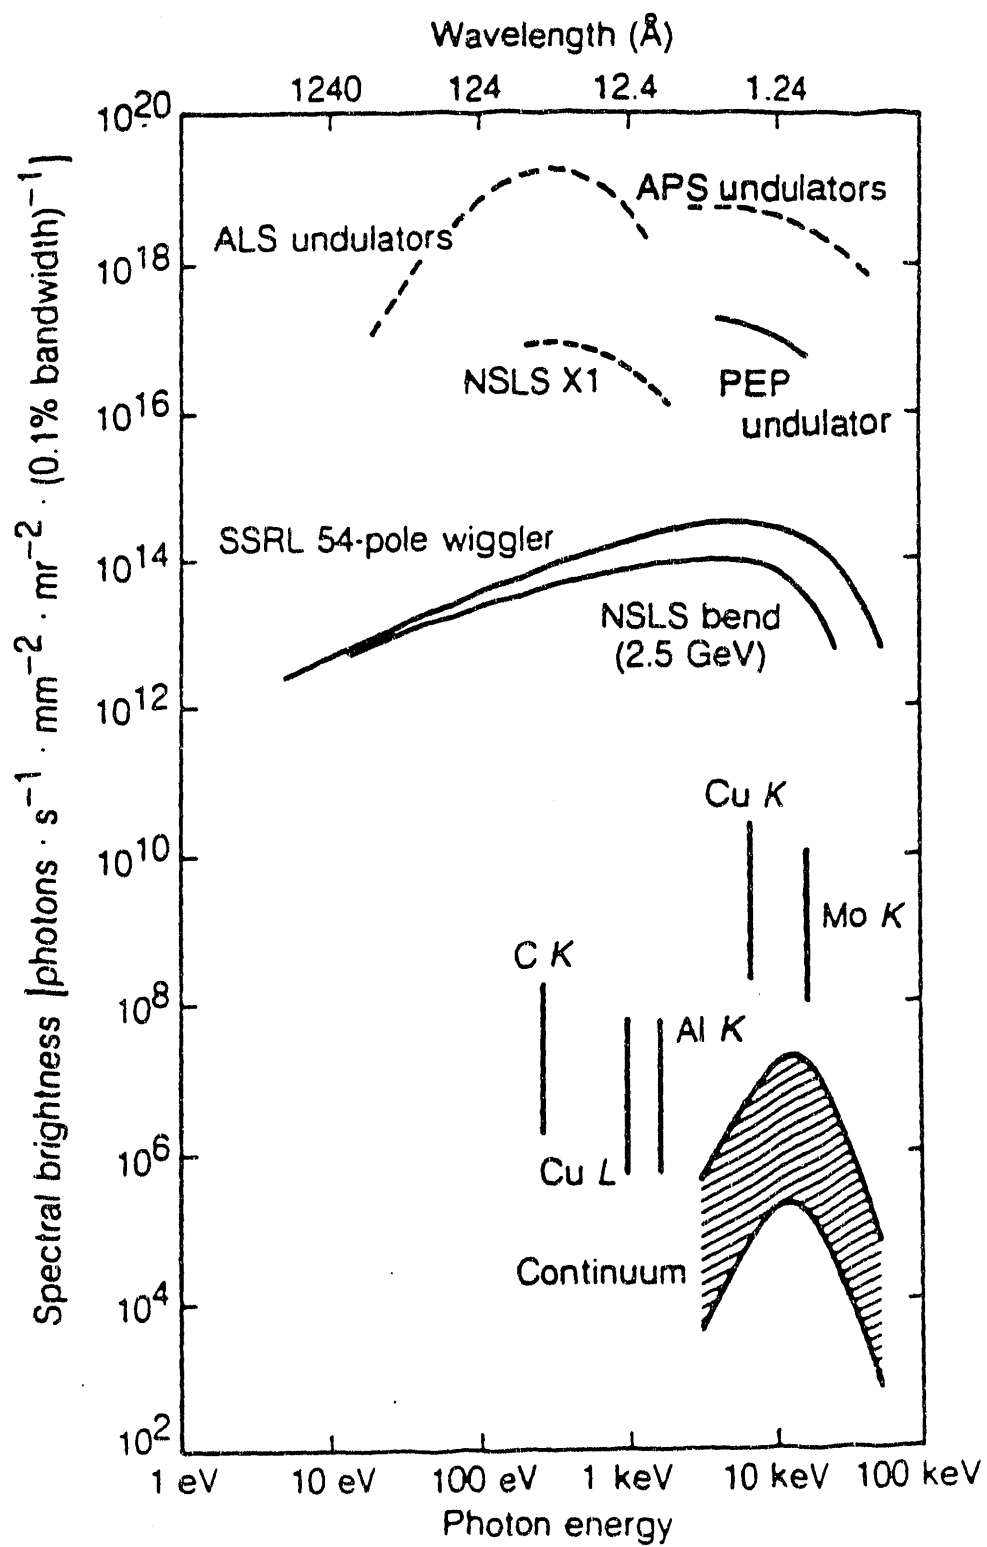 Wavelength (Å)
1240 124 12.4 1.24
10^20
10^18
10^16
10^14
10^12
10^10
10^8
10^6
10^4
10^2
Spectral brightness [photons · s^−1 · mm^−2 · mr^−2 · (0.1% bandwidth)^−1]
APS undulators
ALS undulators
NSLS X1
PEP
undulator
SSRL 54-pole wiggler
NSLS bend
(2.5 GeV)
Cu K
Mo K
C K
Al K
Cu L
Continuum
1 eV 10 eV 100 eV 1 keV 10 keV 100 keV
Photon energy